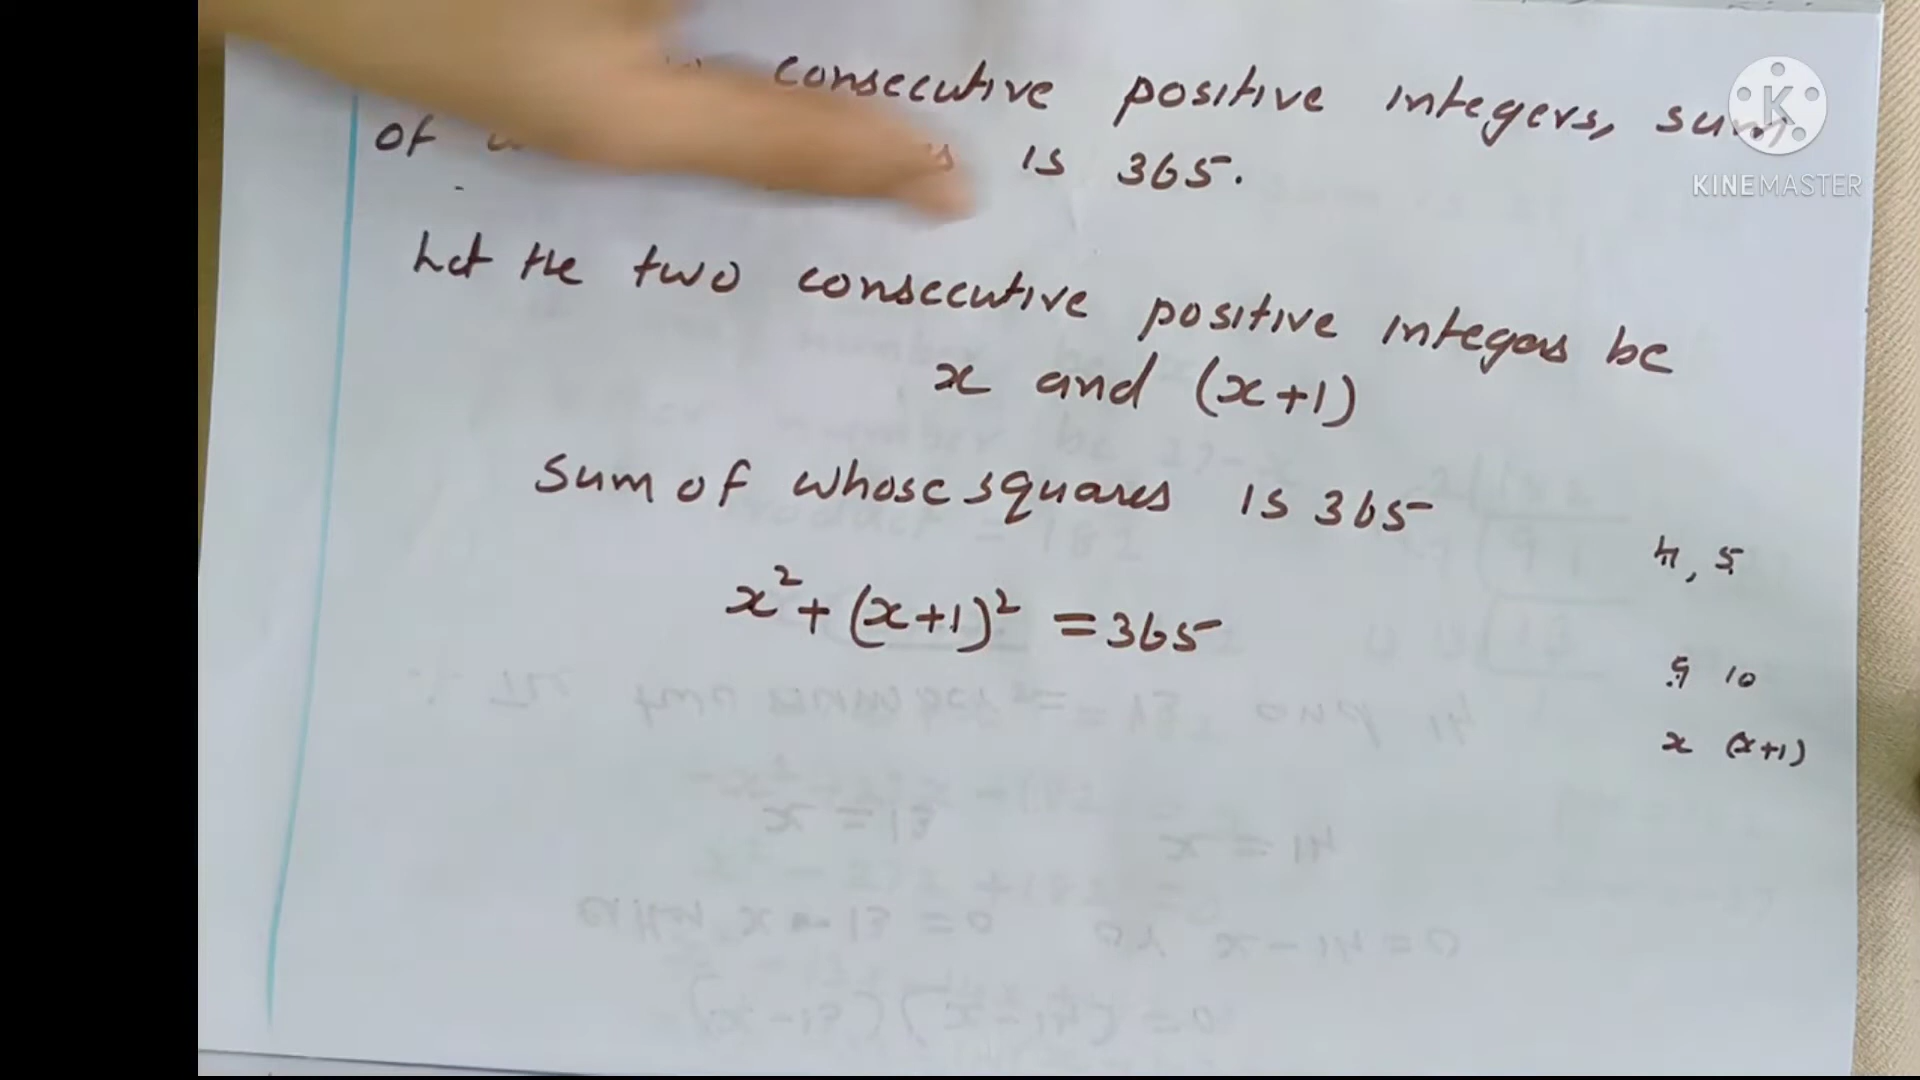 consecutive positive integers, sum
of is 365.
Let the two consecutive positive integers be
x and (x+1)
Sum of whose squares is 365
x² + (x+1)² = 365
4, 5
9 10
x (x+1)
KINEMASTER